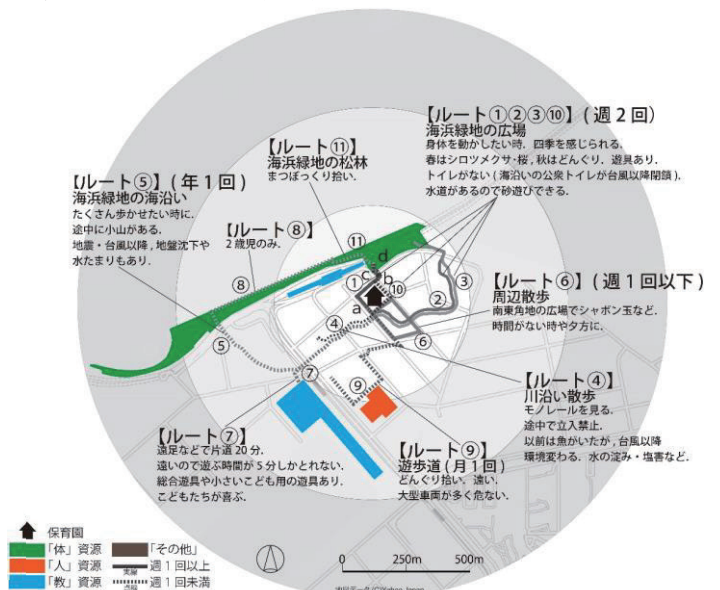 【ルート①②③⑩】(週2回)
海浜緑地の広場
身体を動かしたい時. 四季を感じられる.
春はシロツメクサ・桜,秋はどんぐり. 遊具あり.
トイレがない(海沿いの公衆トイレが台風以降閉鎖).
水道があるので砂遊びできる.
【ルート⑪】
海浜緑地の松林
まつぼっくり拾い.
【ルート⑤】(年1回)
海浜緑地の海沿い
たくさん歩かせたい時に.
途中に小山がある.
地震・台風以降,地盤沈下や
水たまりもあり.
【ルート⑧】
2歳児のみ.
⑪
d
c
b
①
⑩
③
②
⑧
a
④
⑥
⑤
⑦
⑨
【ルート⑥】(週1回以下)
周辺散歩
南東角地の広場でシャボン玉など.
時間がない時や夕方に.
【ルート④】
川沿い散歩
モノレールを見る.
途中で立入禁止.
以前は魚がいたが,台風以降
環境変わる. 水の淀み・塩害など.
【ルート⑦】
遠足などで片道20分.
遠いので遊ぶ時間が5分しかとれない.
総合遊具や小さいこども用の遊具あり.
こどもたちが喜ぶ.
【ルート⑨】
遊歩道(月1回)
どんぐり拾い. 遠い.
大型車両が多く危ない.
保育園
「体」資源
「その他」
「人」資源
実線
週1回以上
「教」資源
点線
週1回未満
0 250m 500m